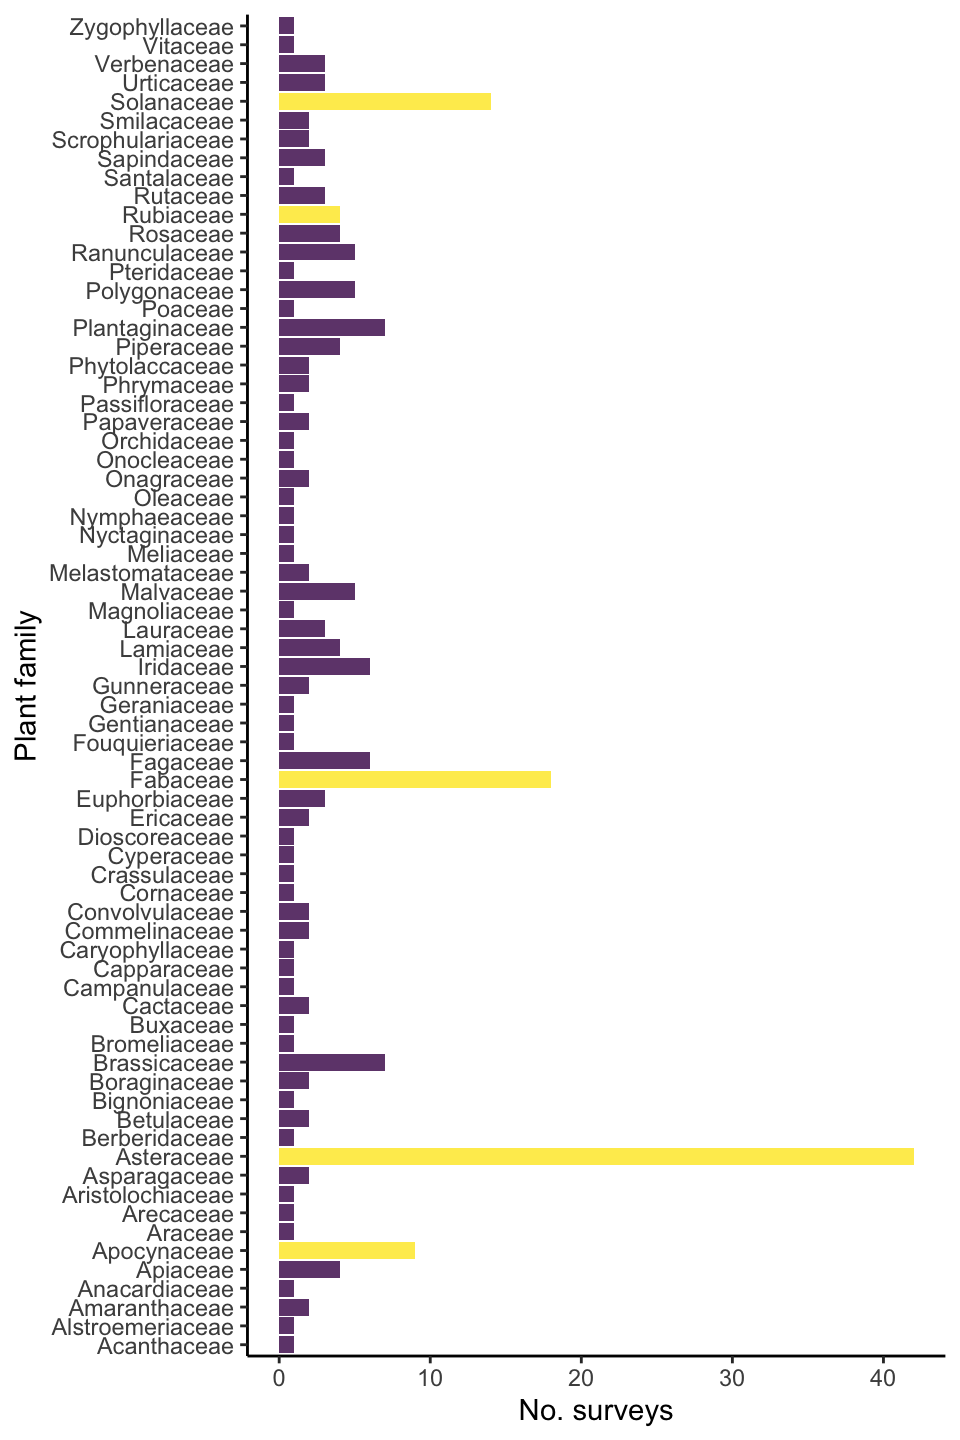 Zygophyllaceae
Vitaceae
Verbenaceae
Urticaceae
Solanaceae
Smilacaceae
Scrophulariaceae
Sapindaceae
Santalaceae
Rutaceae
Rubiaceae
Rosaceae
Ranunculaceae
Pteridaceae
Polygonaceae
Poaceae
Plantaginaceae
Piperaceae
Phytolaccaceae
Phrymaceae
Passifloraceae
Papaveraceae
Orchidaceae
Onocleaceae
Onagraceae
Oleaceae
Nymphaeaceae
Nyctaginaceae
Meliaceae
Melastomataceae
Malvaceae
Magnoliaceae
Lauraceae
Lamiaceae
Iridaceae
Gunneraceae
Geraniaceae
Gentianaceae
Fouquieriaceae
Fagaceae
Fabaceae
Euphorbiaceae
Ericaceae
Dioscoreaceae
Cyperaceae
Crassulaceae
Cornaceae
Convolvulaceae
Commelinaceae
Caryophyllaceae
Capparaceae
Campanulaceae
Cactaceae
Buxaceae
Bromeliaceae
Brassicaceae
Boraginaceae
Bignoniaceae
Betulaceae
Berberidaceae
Asteraceae
Asparagaceae
Aristolochiaceae
Arecaceae
Araceae
Apocynaceae
Apiaceae
Anacardiaceae
Amaranthaceae
Alstroemeriaceae
Acanthaceae
Plant family
0 10 20 30 40
No. surveys